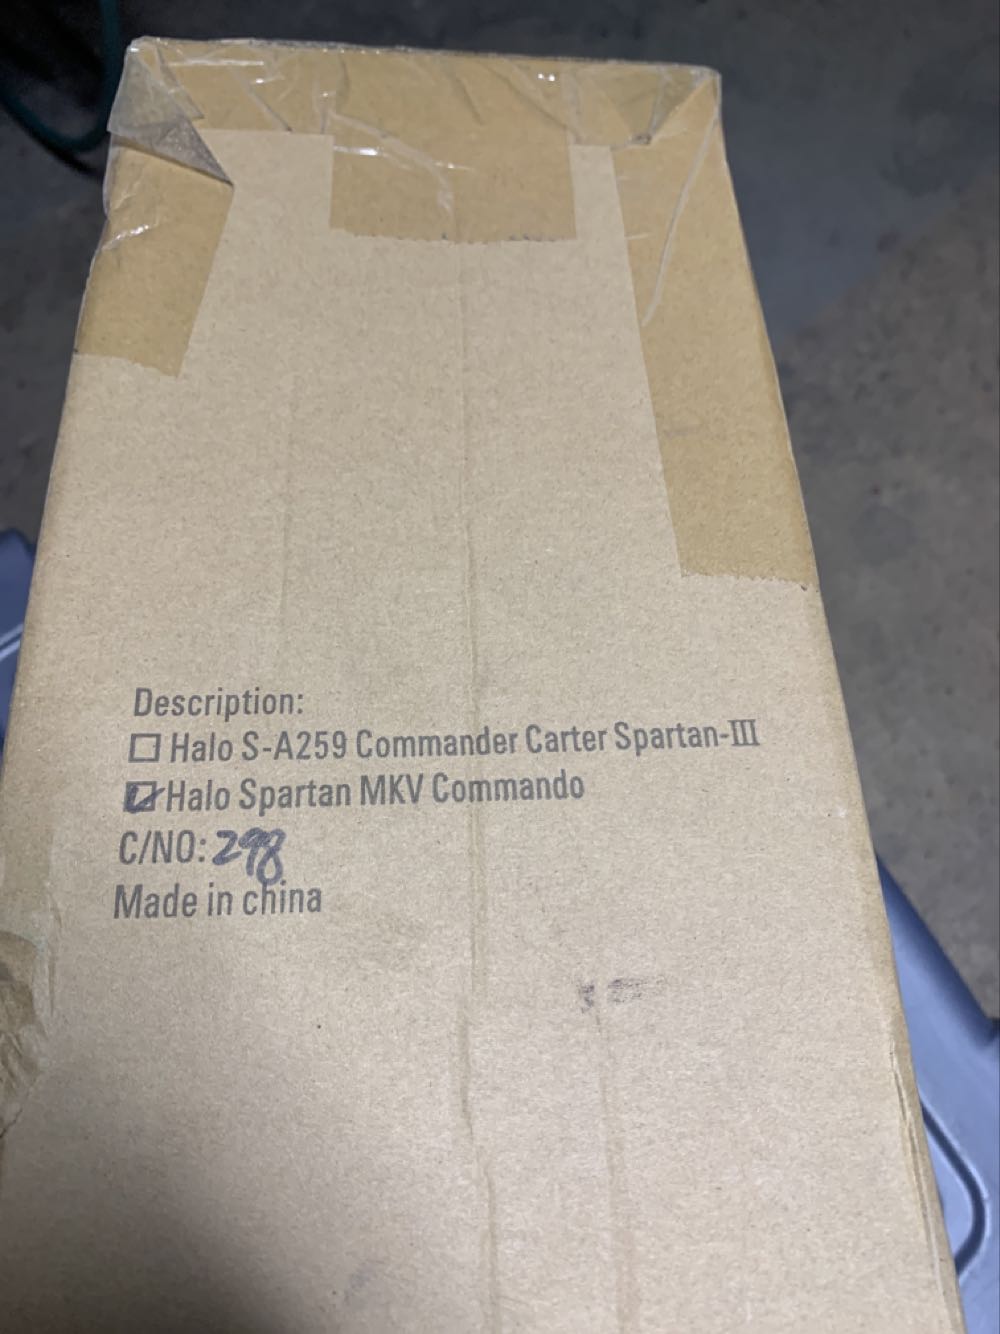 Description:
☐ Halo S-A259 Commander Carter Spartan-III
☑ Halo Spartan MKV Commando
C/NO: 298
Made in china